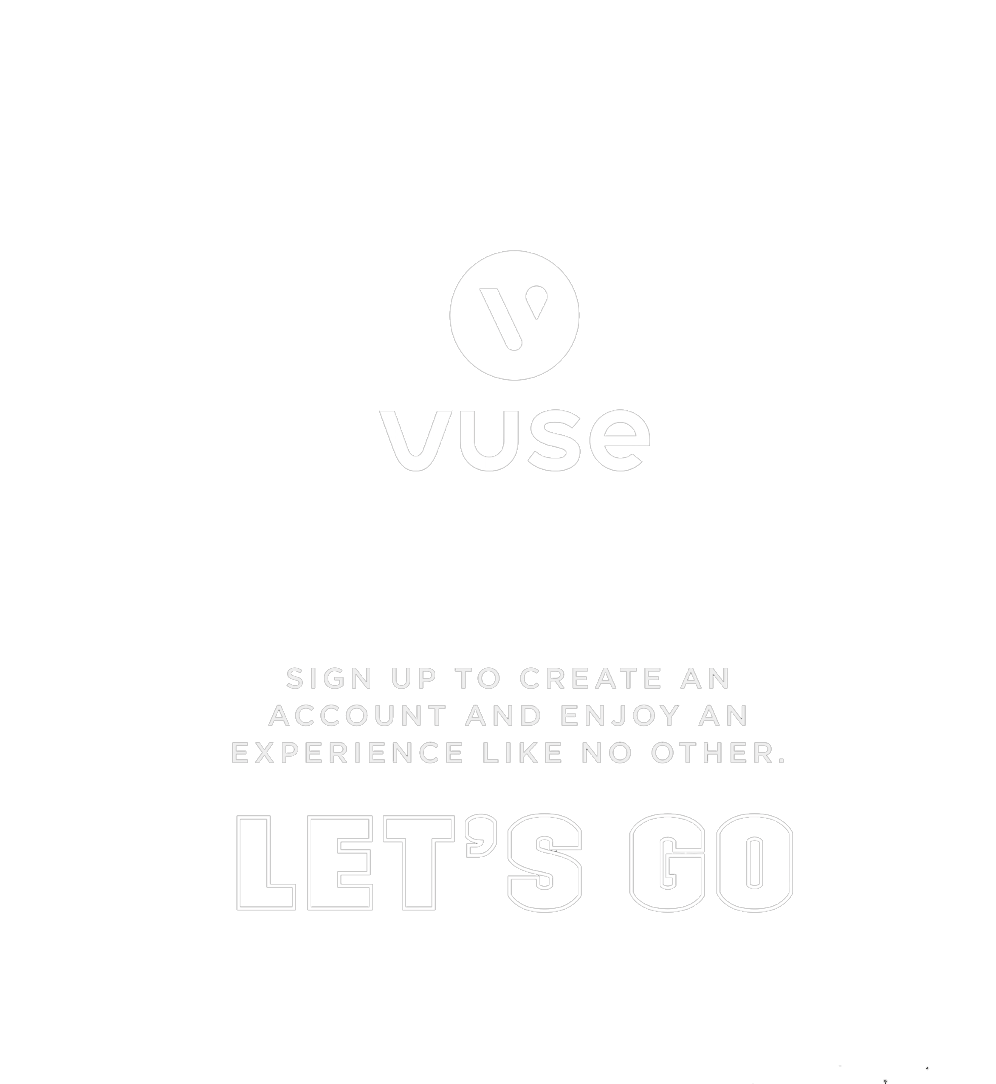 vuse
SIGN UP TO CREATE AN
ACCOUNT AND ENJOY AN
EXPERIENCE LIKE NO OTHER.
LET'S GO